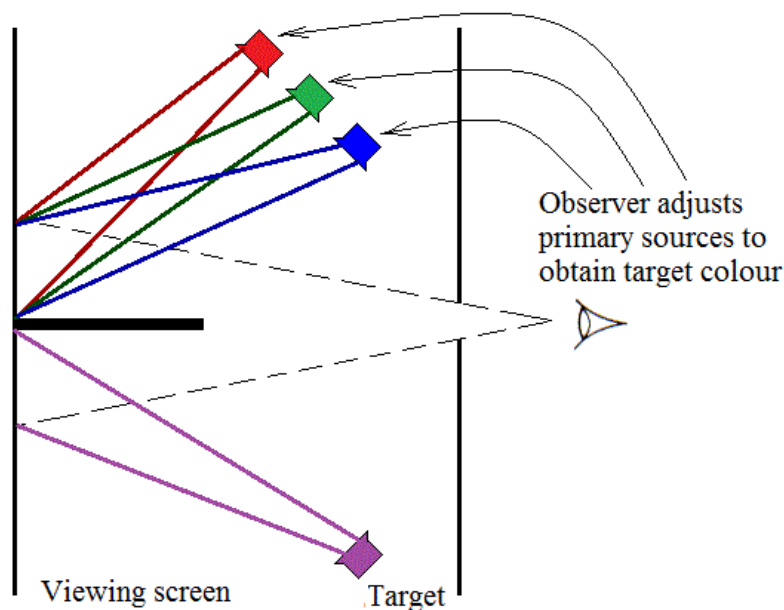 Observer adjusts
primary sources to
obtain target colour
Viewing screen
Target